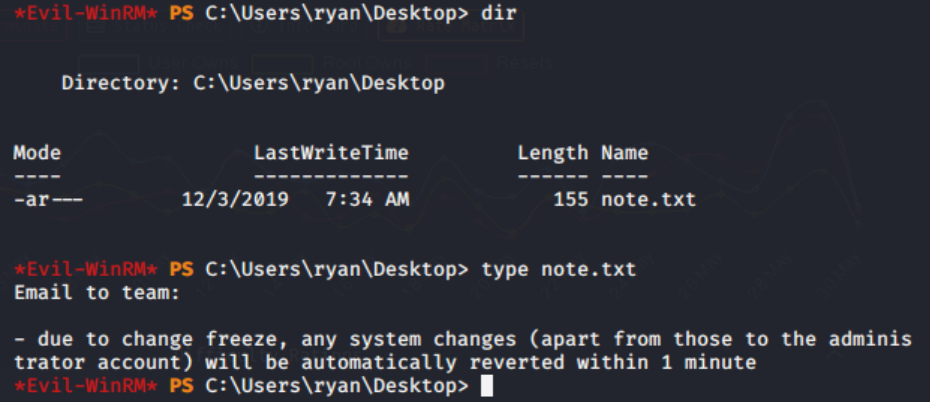 *Evil-WinRM* PS C:\Users\ryan\Desktop> dir
Directory: C:\Users\ryan\Desktop
Mode LastWriteTime Length Name
---- ------------- ------ ----
-ar--- 12/3/2019 7:34 AM 155 note.txt
*Evil-WinRM* PS C:\Users\ryan\Desktop> type note.txt
Email to team:
- due to change freeze, any system changes (apart from those to the adminis
trator account) will be automatically reverted within 1 minute
*Evil-WinRM* PS C:\Users\ryan\Desktop>